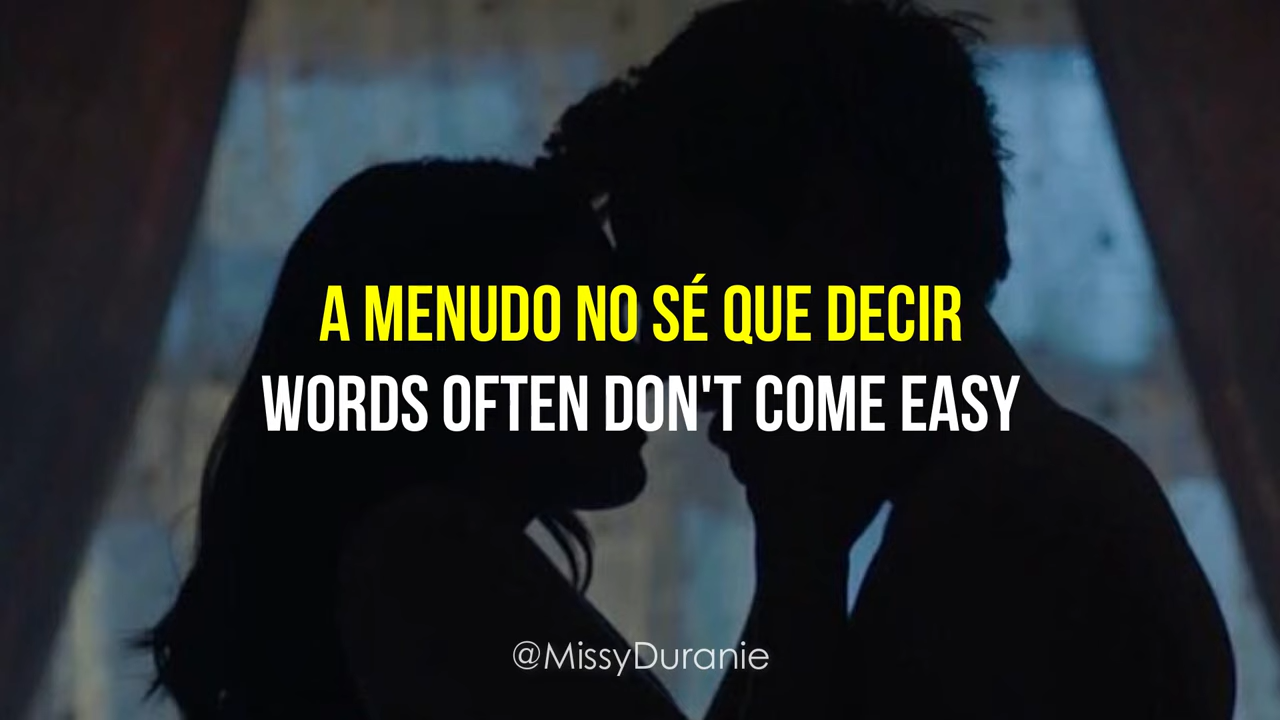 A MENUDO NO SÉ QUE DECIR
WORDS OFTEN DON'T COME EASY
@MissyDuranie